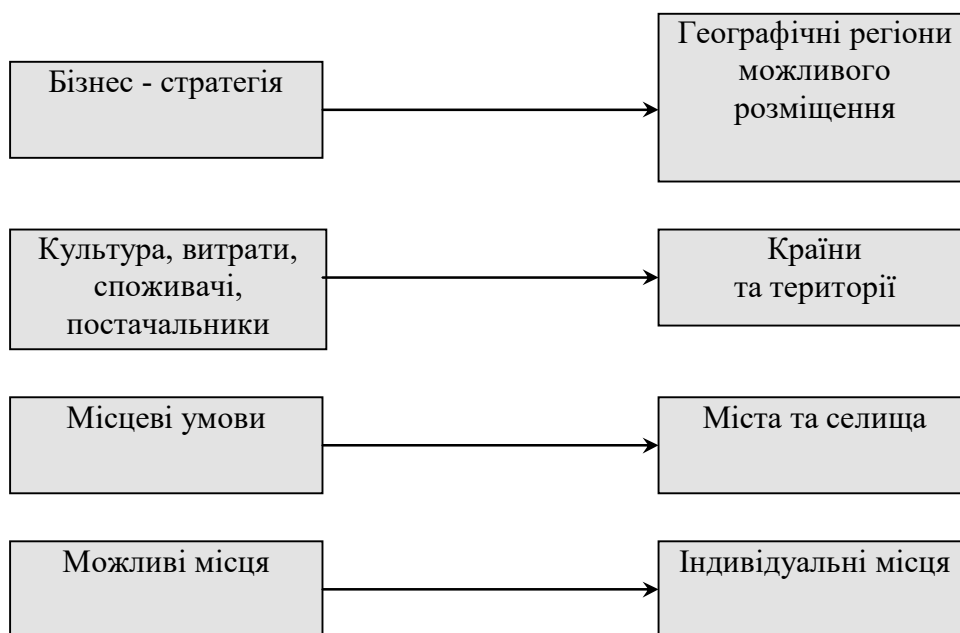 Бізнес - стратегія
Географічні регіони
можливого
розміщення
Культура, витрати,
споживачі,
постачальники
Країни
та території
Місцеві умови
Міста та селища
Можливі місця
Індивідуальні місця